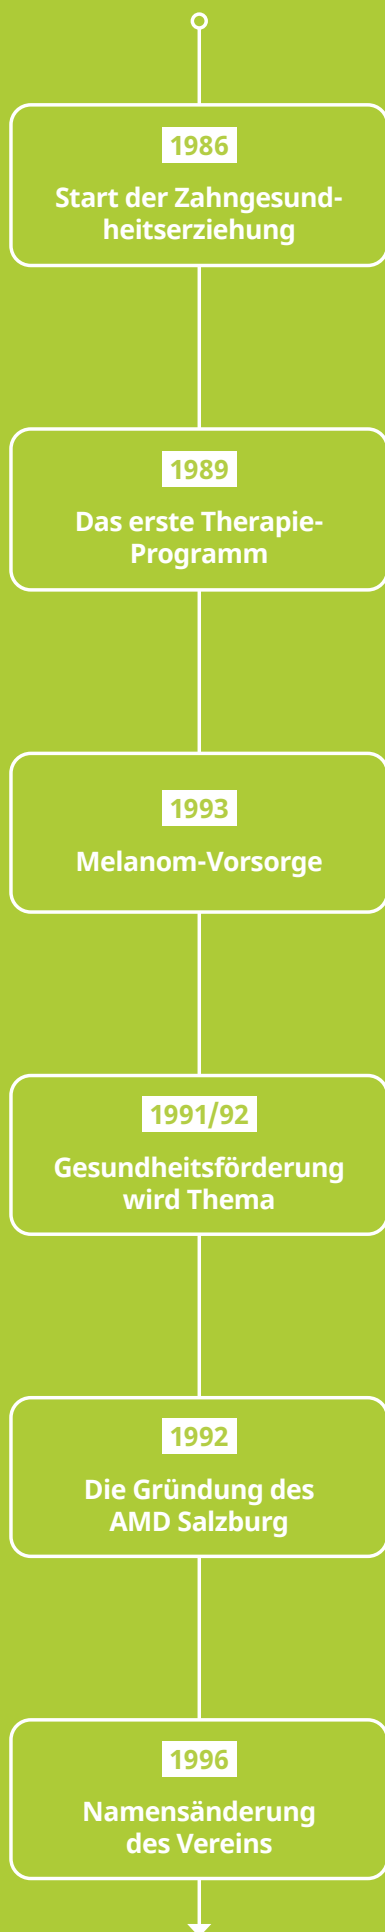 1986
Start der Zahngesund-
heitserziehung
1989
Das erste Therapie-
Programm
1993
Melanom-Vorsorge
1991/92
Gesundheitsförderung
wird Thema
1992
Die Gründung des
AMD Salzburg
1996
Namensänderung
des Vereins